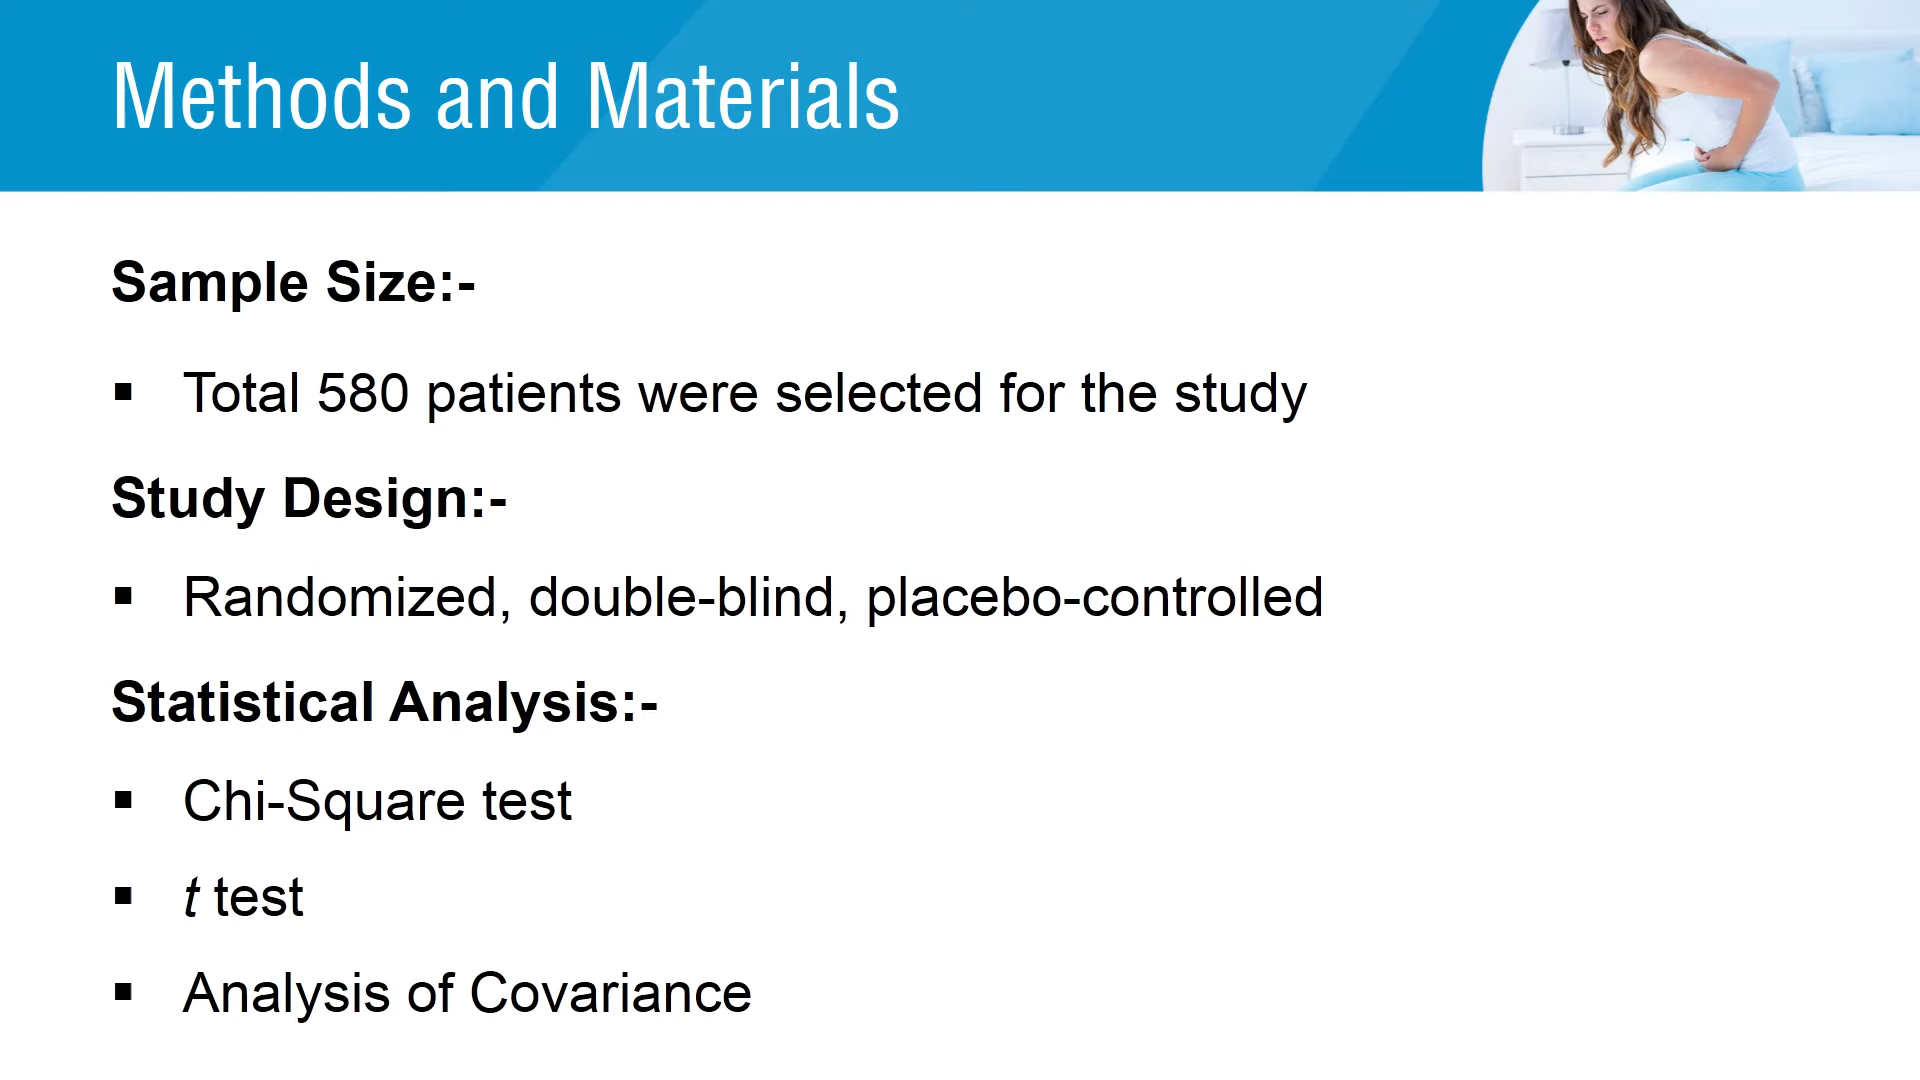 Methods and Materials
Sample Size:-
▪ Total 580 patients were selected for the study
Study Design:-
▪ Randomized, double-blind, placebo-controlled
Statistical Analysis:-
▪ Chi-Square test
▪ t test
▪ Analysis of Covariance